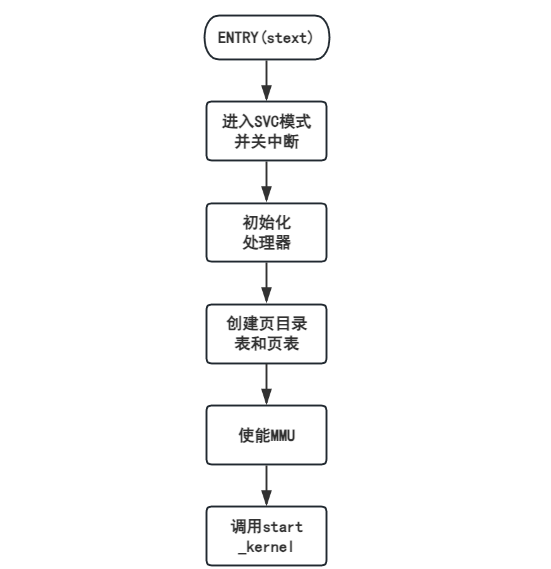 ENTRY(stext)
进入SVC模式
并关中断
初始化
处理器
创建页目录
表和页表
使能MMU
调用start
_kernel